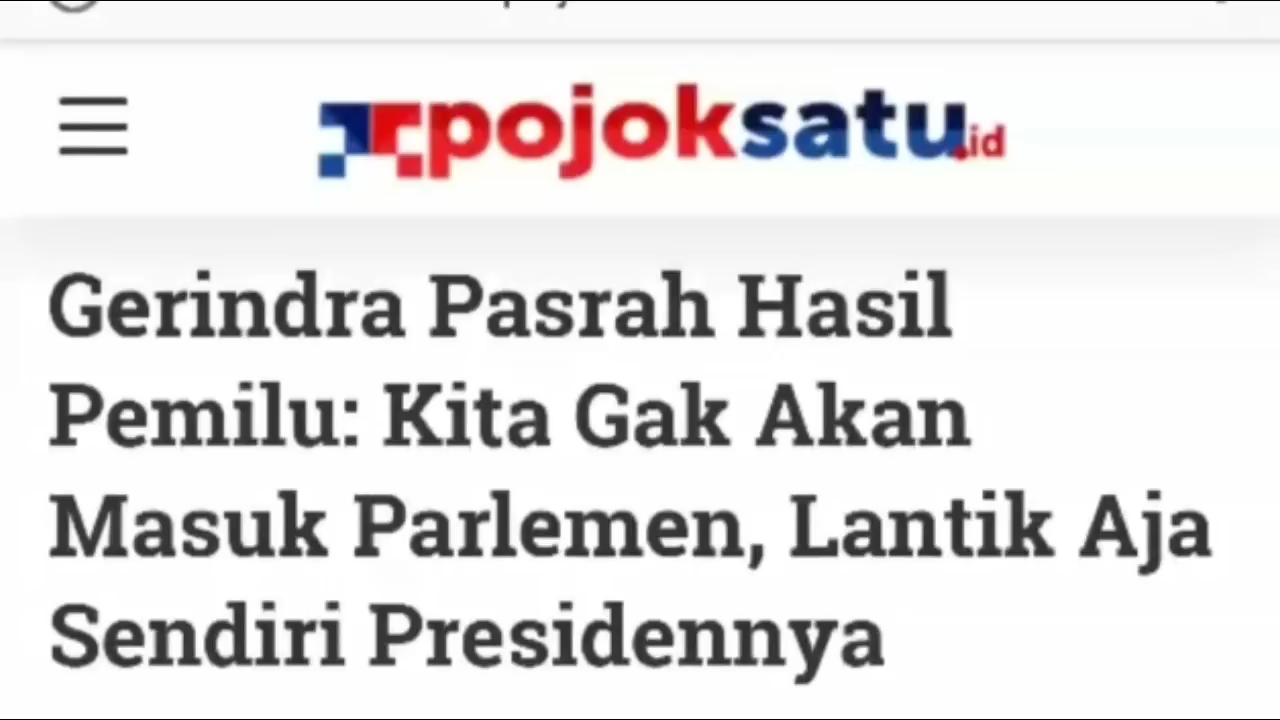 pojoksatu.id
Gerindra Pasrah Hasil
Pemilu: Kita Gak Akan
Masuk Parlemen, Lantik Aja
Sendiri Presidennya